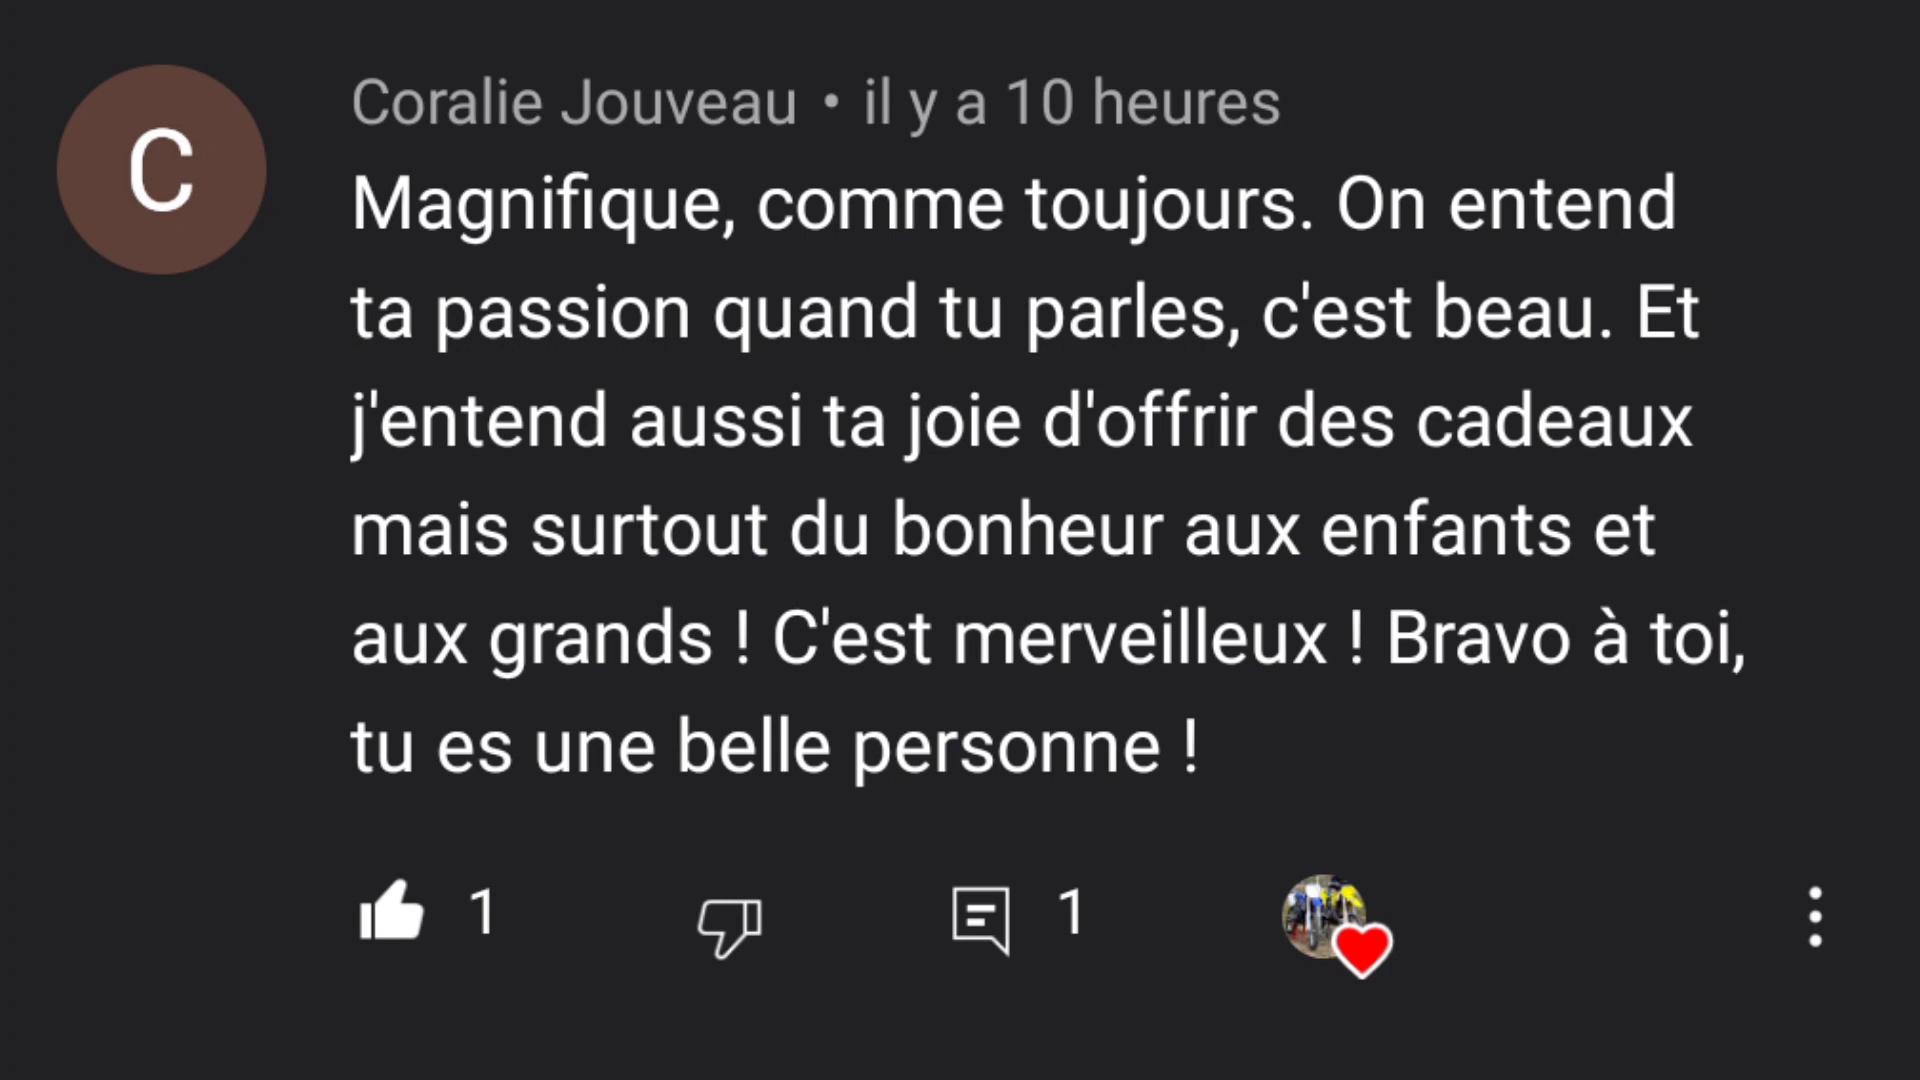 C
Coralie Jouveau • il y a 10 heures
Magnifique, comme toujours. On entend
ta passion quand tu parles, c'est beau. Et
j'entend aussi ta joie d'offrir des cadeaux
mais surtout du bonheur aux enfants et
aux grands ! C'est merveilleux ! Bravo à toi,
tu es une belle personne !
1 1